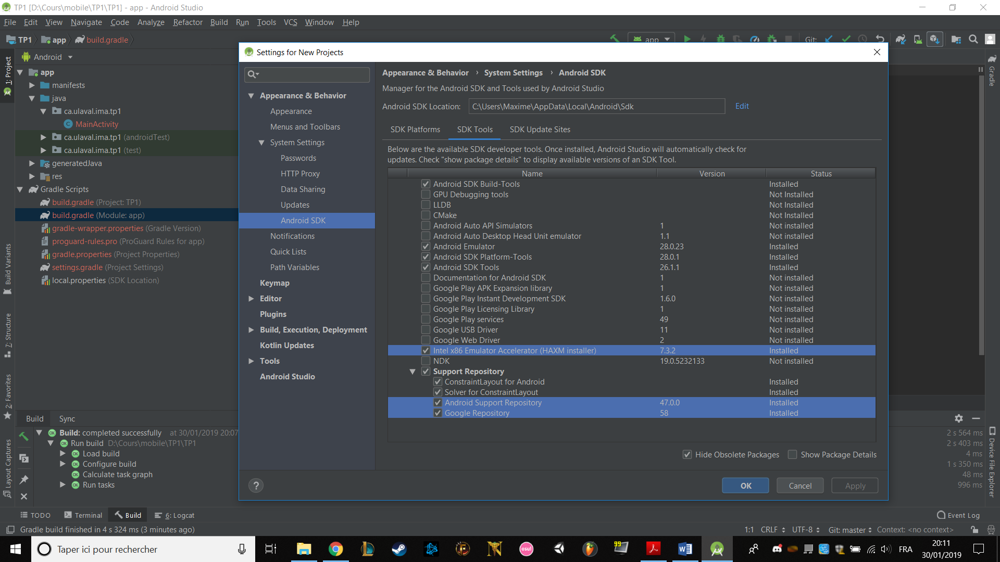 TP1 [D:\Cours\mobile\TP1\TP1] - app - Android Studio
File Edit View Navigate Code Analyze Refactor Build Run Tools VCS Window Help
TP1 app build.gradle
app Git:
Android
1: Project
app
manifests
java
ca.ulaval.ima.tp1
MainActivity
ca.ulaval.ima.tp1 (androidTest)
ca.ulaval.ima.tp1 (test)
generatedJava
res
Gradle Scripts
build.gradle (Project: TP1)
build.gradle (Module: app)
gradle-wrapper.properties (Gradle Version)
proguard-rules.pro (ProGuard Rules for app)
gradle.properties (Project Properties)
settings.gradle (Project Settings)
local.properties (SDK Location)
Build Variants
7: Structure
2: Favorites
Layout Captures
Gradle
Device File Explorer
Settings for New Projects
Appearance & Behavior
Appearance
Menus and Toolbars
System Settings
Passwords
HTTP Proxy
Data Sharing
Updates
Android SDK
Notifications
Quick Lists
Path Variables
Keymap
Editor
Plugins
Build, Execution, Deployment
Kotlin Updates
Tools
Android Studio
Appearance & Behavior › System Settings › Android SDK
Manager for the Android SDK and Tools used by Android Studio
Android SDK Location: C:\Users\Maxime\AppData\Local\Android\Sdk Edit
SDK Platforms SDK Tools SDK Update Sites
Below are the available SDK developer tools. Once installed, Android Studio will automatically check for
updates. Check "show package details" to display available versions of an SDK Tool.
Name Version Status
Android SDK Build-Tools Installed
GPU Debugging tools Not Installed
LLDB Not Installed
CMake Not Installed
Android Auto API Simulators 1 Not installed
Android Auto Desktop Head Unit emulator 1.1 Not installed
Android Emulator 28.0.23 Installed
Android SDK Platform-Tools 28.0.1 Installed
Android SDK Tools 26.1.1 Installed
Documentation for Android SDK 1 Not installed
Google Play APK Expansion library 1 Not installed
Google Play Instant Development SDK 1.6.0 Not installed
Google Play Licensing Library 1 Not installed
Google Play services 49 Not installed
Google USB Driver 11 Not installed
Google Web Driver 2 Not installed
Intel x86 Emulator Accelerator (HAXM installer) 7.3.2 Installed
NDK 19.0.5232133 Not installed
Support Repository
ConstraintLayout for Android Installed
Solver for ConstraintLayout Installed
Android Support Repository 47.0.0 Installed
Google Repository 58 Installed
Hide Obsolete Packages Show Package Details
? OK Cancel Apply
Build Sync
Build: completed successfully at 30/01/2019 20:07
Run build D:\Cours\mobile\TP1\TP1
Load build
Configure build
Calculate task graph
Run tasks
2 s 564 ms
2 s 403 ms
4 ms
1 s 350 ms
48 ms
996 ms
TODO Terminal Build 6: Logcat Event Log
Gradle build finished in 4 s 324 ms (3 minutes ago) 1:1 CRLF UTF-8 Git: master Context: <no context>
Taper ici pour rechercher
osu!
99
FRA
20:11
30/01/2019